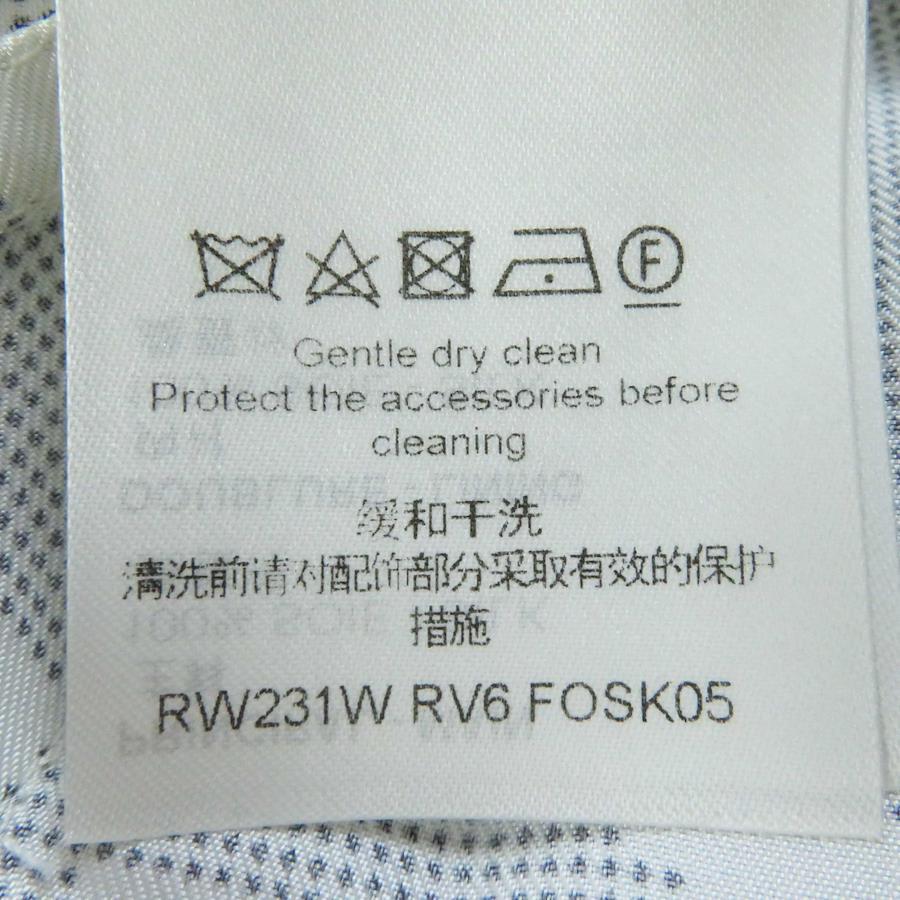 F
Gentle dry clean
Protect the accessories before
cleaning
缓和干洗
清洗前请对配饰部分采取有效的保护
措施
RW231W RV6 FOSK05